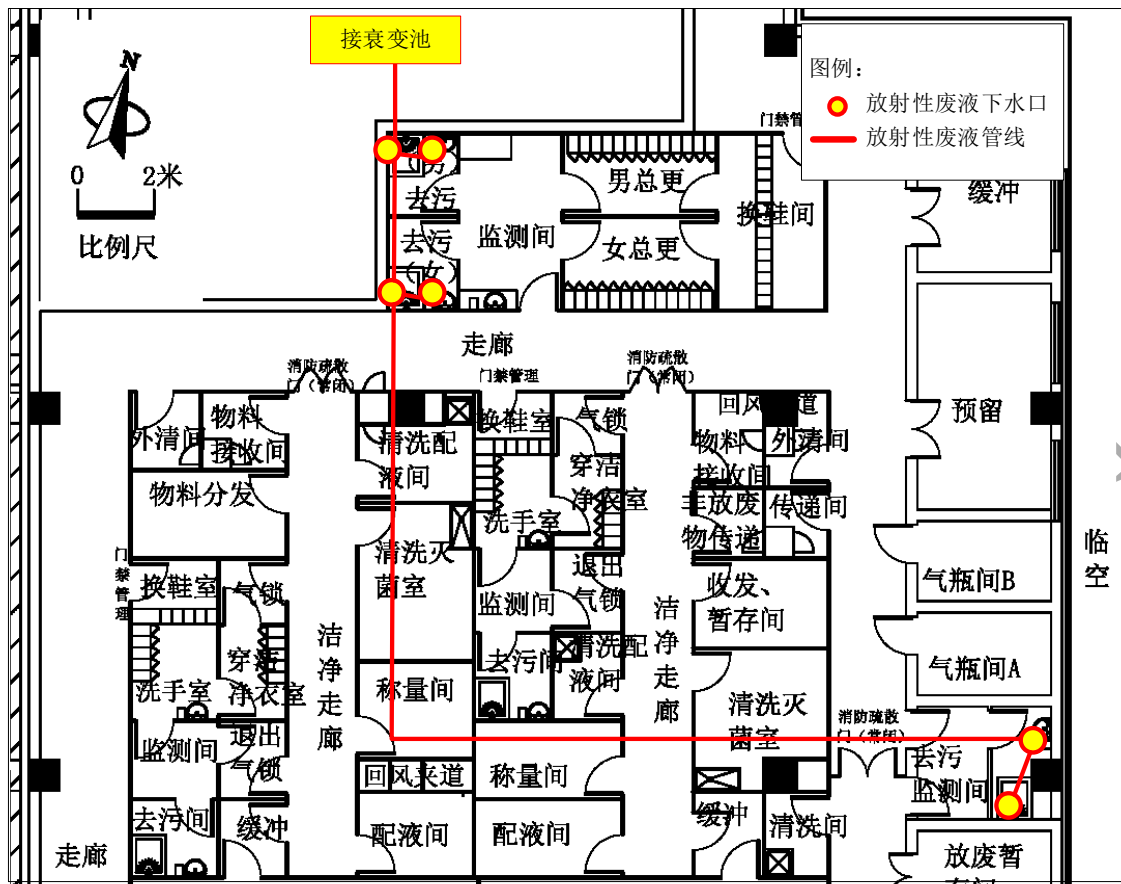 接衰变池
N
0 2米
比例尺
图例：
放射性废液下水口
放射性废液管线
门禁管
（男）
去污
去污
（女）
监测间
男总更
女总更
换鞋间
缓冲
走廊
消防疏散
门（常闭）
门禁管理
消防疏散
门（常闭）
预留
外清间
物料
接收间
清洗配
液间
换鞋室
气锁
回风
道
物料
接收间
外清间
物料分发
穿洁
净衣室
洗手室
非放废
物传递
传递间
临空
门禁管理
换鞋室
气锁
清洗灭
菌室
监测间
退出
气锁
收发、
暂存间
气瓶间B
洁净走廊
洁净走廊
穿洁
净衣室
洗手室
称量间
去污间
清洗配
液间
清洗灭
菌室
气瓶间A
消防疏散
门（常闭）
监测间
退出
气锁
回风夹道
称量间
去污
监测间
去污间
缓冲
配液间
配液间
缓冲
清洗间
走廊
放废暂